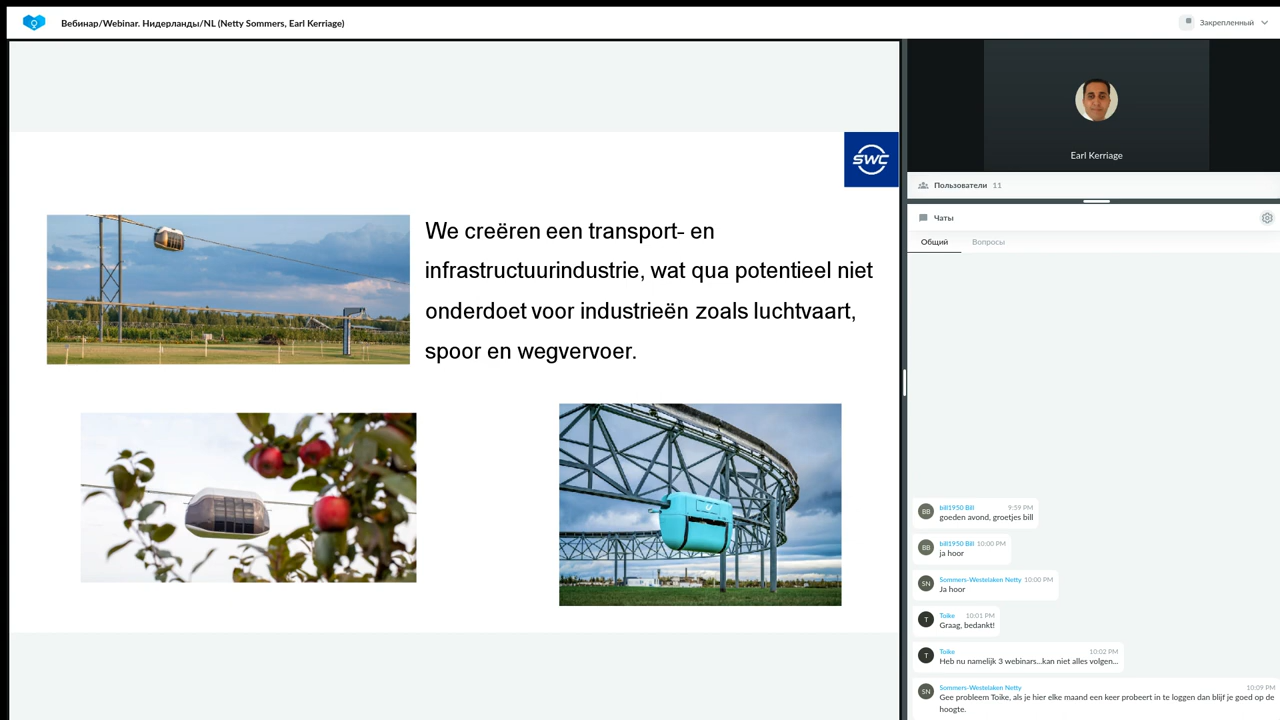 Вебинар/Webinar. Нидерланды/NL (Netty Sommers, Earl Kerriage)
Закрепленный
SWC
We creëren een transport- en
infrastructuurindustrie, wat qua potentieel niet
onderdoet voor industrieën zoals luchtvaart,
spoor en wegvervoer.
Earl Kerriage
Пользователи 11
Чаты
Общий Вопросы
BB bill1950 Bill 9:59 PM
goeden avond, groetjes bill
BB bill1950 Bill 10:00 PM
ja hoor
SN Sommers-Westelaken Netty 10:00 PM
Ja hoor
T Toike 10:01 PM
Graag, bedankt!
T Toike 10:02 PM
Heb nu namelijk 3 webinars...kan niet alles volgen...
SN Sommers-Westelaken Netty 10:09 PM
Gee probleem Toike, als je hier elke maand een keer probeert in te loggen dan blijf je goed op de
hoogte.